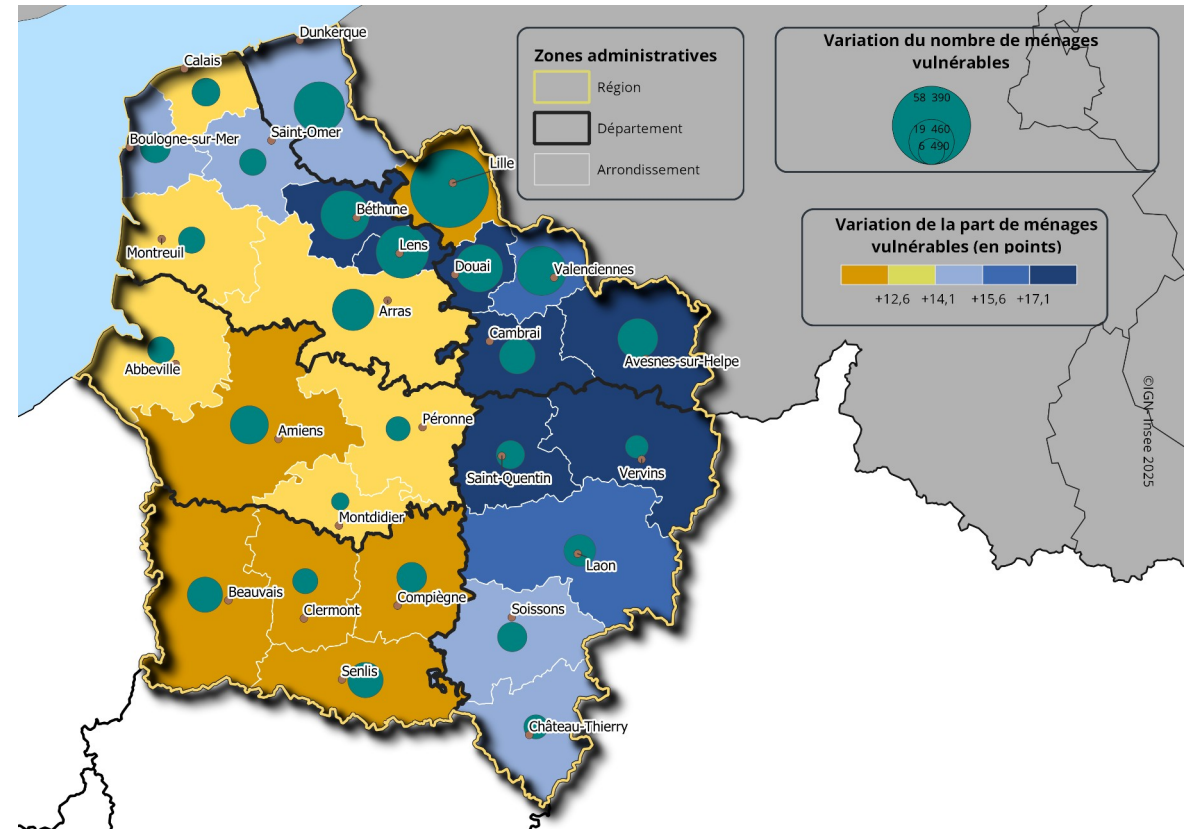 Dunkerque
Calais
Boulogne-sur-Mer
Saint-Omer
Lille
Béthune
Lens
Montreuil
Douai
Valenciennes
Arras
Cambrai
Avesnes-sur-Helpe
Abbeville
Amiens
Péronne
Saint-Quentin
Vervins
Montdidier
Laon
Beauvais
Clermont
Compiègne
Soissons
Senlis
Château-Thierry
Zones administratives
Région
Département
Arrondissement
Variation du nombre de ménages
vulnérables
58 390
19 460
6 490
Variation de la part de ménages
vulnérables (en points)
+12,6 +14,1 +15,6 +17,1
©IGN-Insee 2025